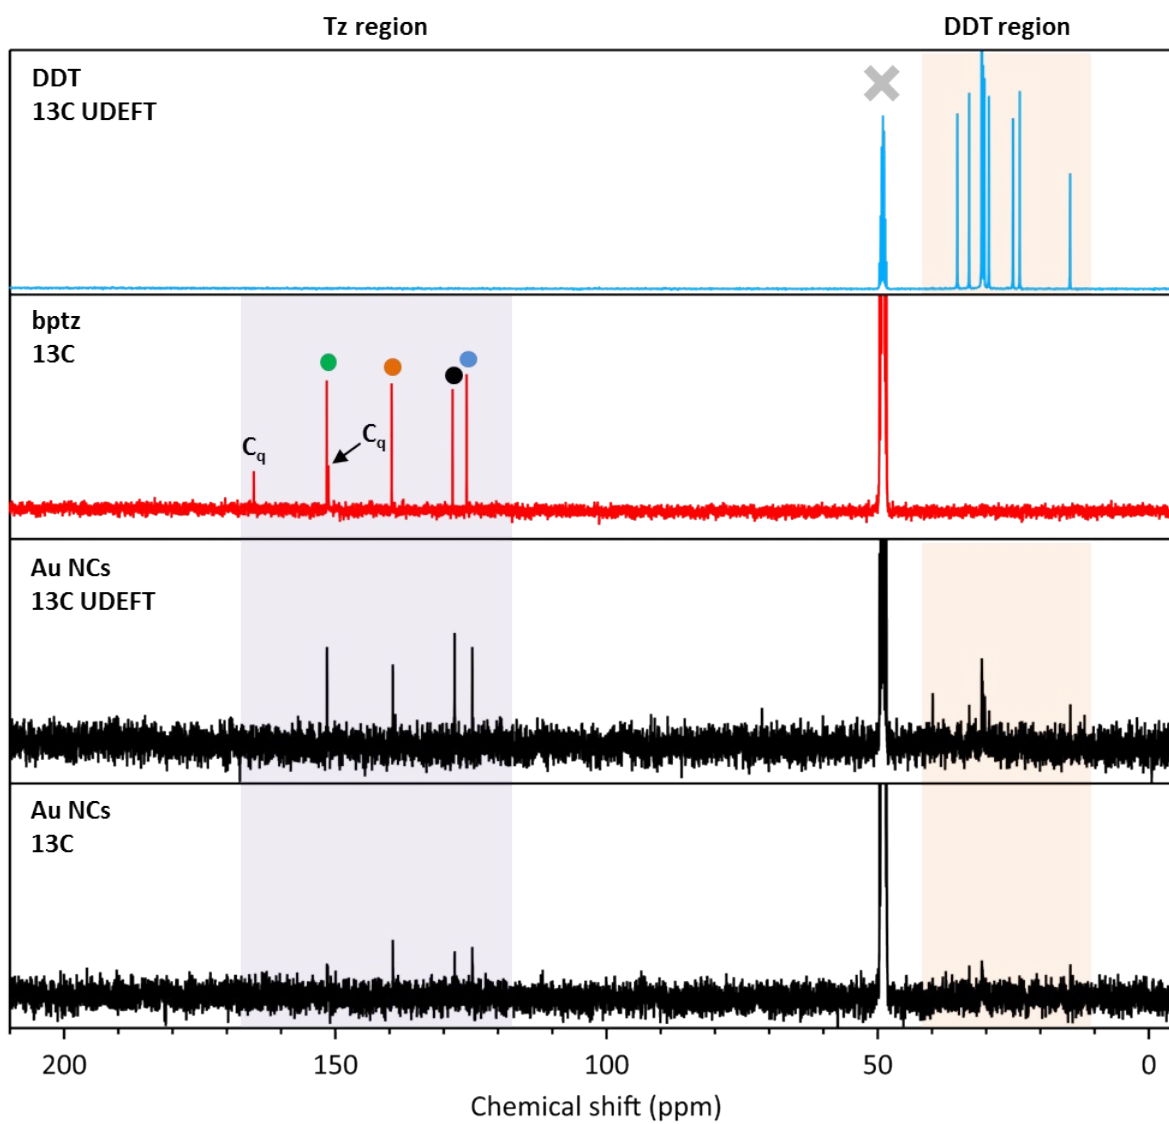 Tz region
DDT region
DDT
13C UDEFT
bptz
13C
Cq
Cq
Au NCs
13C UDEFT
Au NCs
13C
200
150
100
50
0
Chemical shift (ppm)